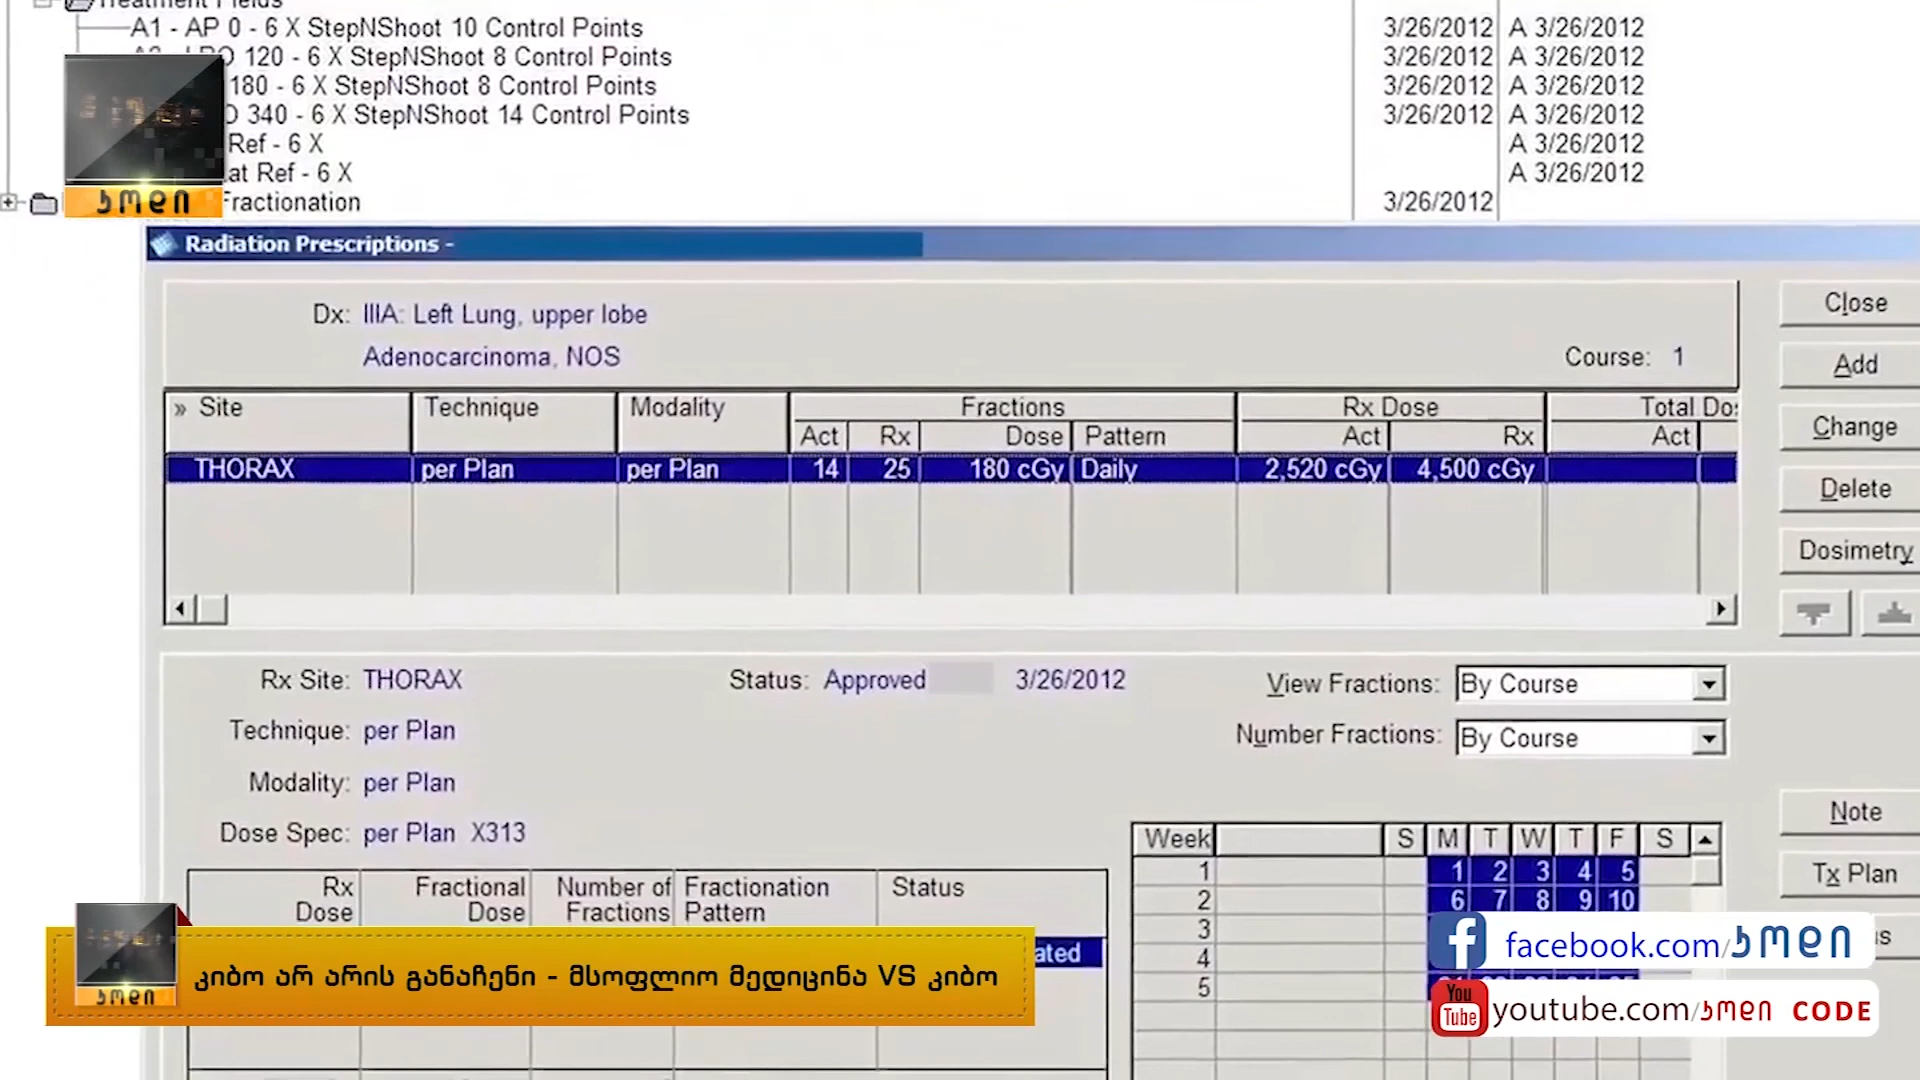 Treatment Fields
A1 - AP 0 - 6 X StepNShoot 10 Control Points 3/26/2012 A 3/26/2012
120 - 6 X StepNShoot 8 Control Points 3/26/2012 A 3/26/2012
180 - 6 X StepNShoot 8 Control Points 3/26/2012 A 3/26/2012
340 - 6 X StepNShoot 14 Control Points 3/26/2012 A 3/26/2012
Ref - 6 X A 3/26/2012
Lat Ref - 6 X A 3/26/2012
Fractionation 3/26/2012
კოდი
Radiation Prescriptions -
Dx: IIIA: Left Lung, upper lobe
Adenocarcinoma, NOS
Course: 1
Close
Add
Change
Delete
Dosimetry
» Site Technique Modality Fractions Rx Dose Total
Act Rx Dose Pattern Act Rx Act
THORAX per Plan per Plan 14 25 180 cGy Daily 2,520 cGy 4,500 cGy
Rx Site: THORAX
Status: Approved 3/26/2012
View Fractions: By Course
Technique: per Plan
Number Fractions: By Course
Modality: per Plan
Dose Spec: per Plan X313
Note
Tx Plan
Rx Dose Fractional Dose Number of Fractions Fractionation Pattern Status
Week S M T W T F S
1 1 2 3 4 5
2 6 7 8 9 10
3
4
5
კოდი
კიბო არ არის განაჩენი - მსოფლიო მედიცინა VS კიბო
facebook.com/კოდი
You Tube youtube.com/კოდი CODE